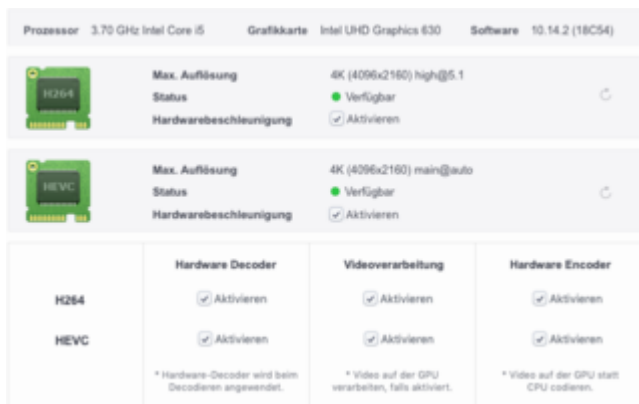 Prozessor 3.70 GHz Intel Core i5 Grafikkarte Intel UHD Graphics 630 Software 10.14.2 (18C54)
H264
Max. Auflösung 4K (4096x2160) high@5.1
Status Verfügbar
Hardwarebeschleunigung Aktivieren
HEVC
Max. Auflösung 4K (4096x2160) main@auto
Status Verfügbar
Hardwarebeschleunigung Aktivieren
Hardware Decoder Videoverarbeitung Hardware Encoder
H264 Aktivieren Aktivieren Aktivieren
HEVC Aktivieren Aktivieren Aktivieren
* Hardware-Decoder wird beim * Video auf der GPU * Video auf der GPU statt
Decodieren angewendet. verarbeiten, falls aktiviert. CPU codieren.